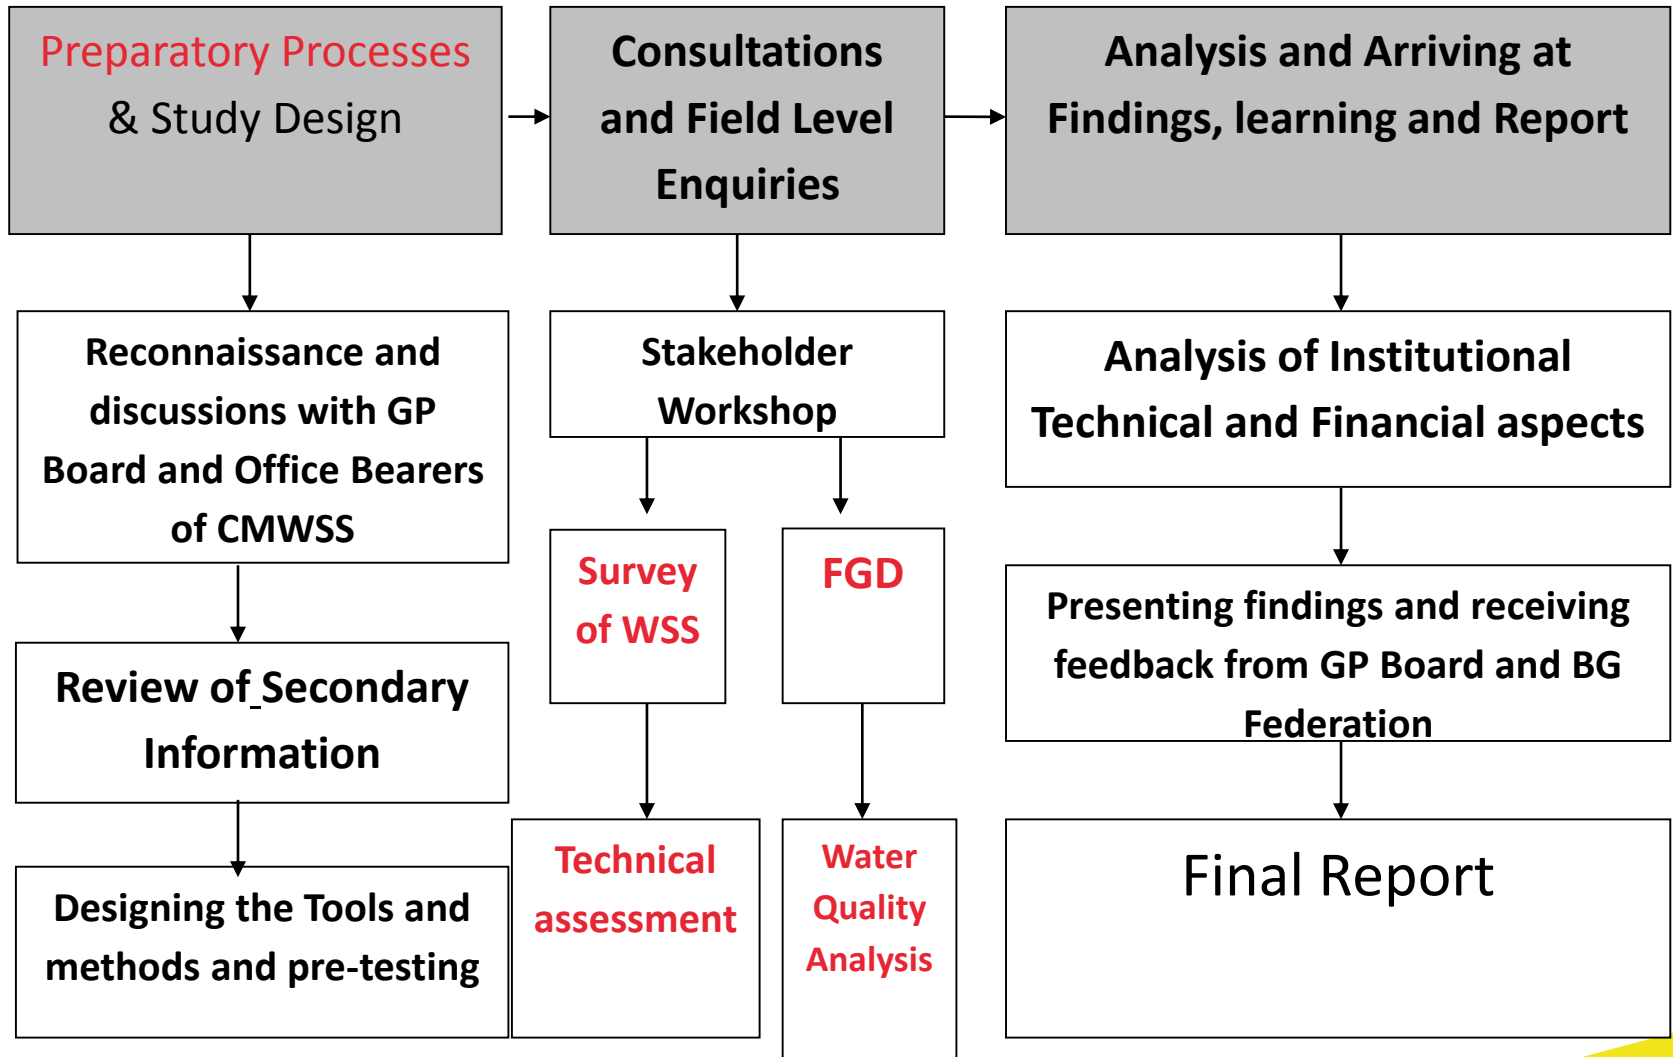 Preparatory Processes
& Study Design
Consultations
and Field Level
Enquiries
Analysis and Arriving at
Findings, learning and Report
Reconnaissance and
discussions with GP
Board and Office Bearers
of CMWSS
Review of Secondary
Information
Designing the Tools and
methods and pre-testing
Stakeholder
Workshop
Survey
of WSS
FGD
Technical
assessment
Water
Quality
Analysis
Analysis of Institutional
Technical and Financial aspects
Presenting findings and receiving
feedback from GP Board and BG
Federation
Final Report